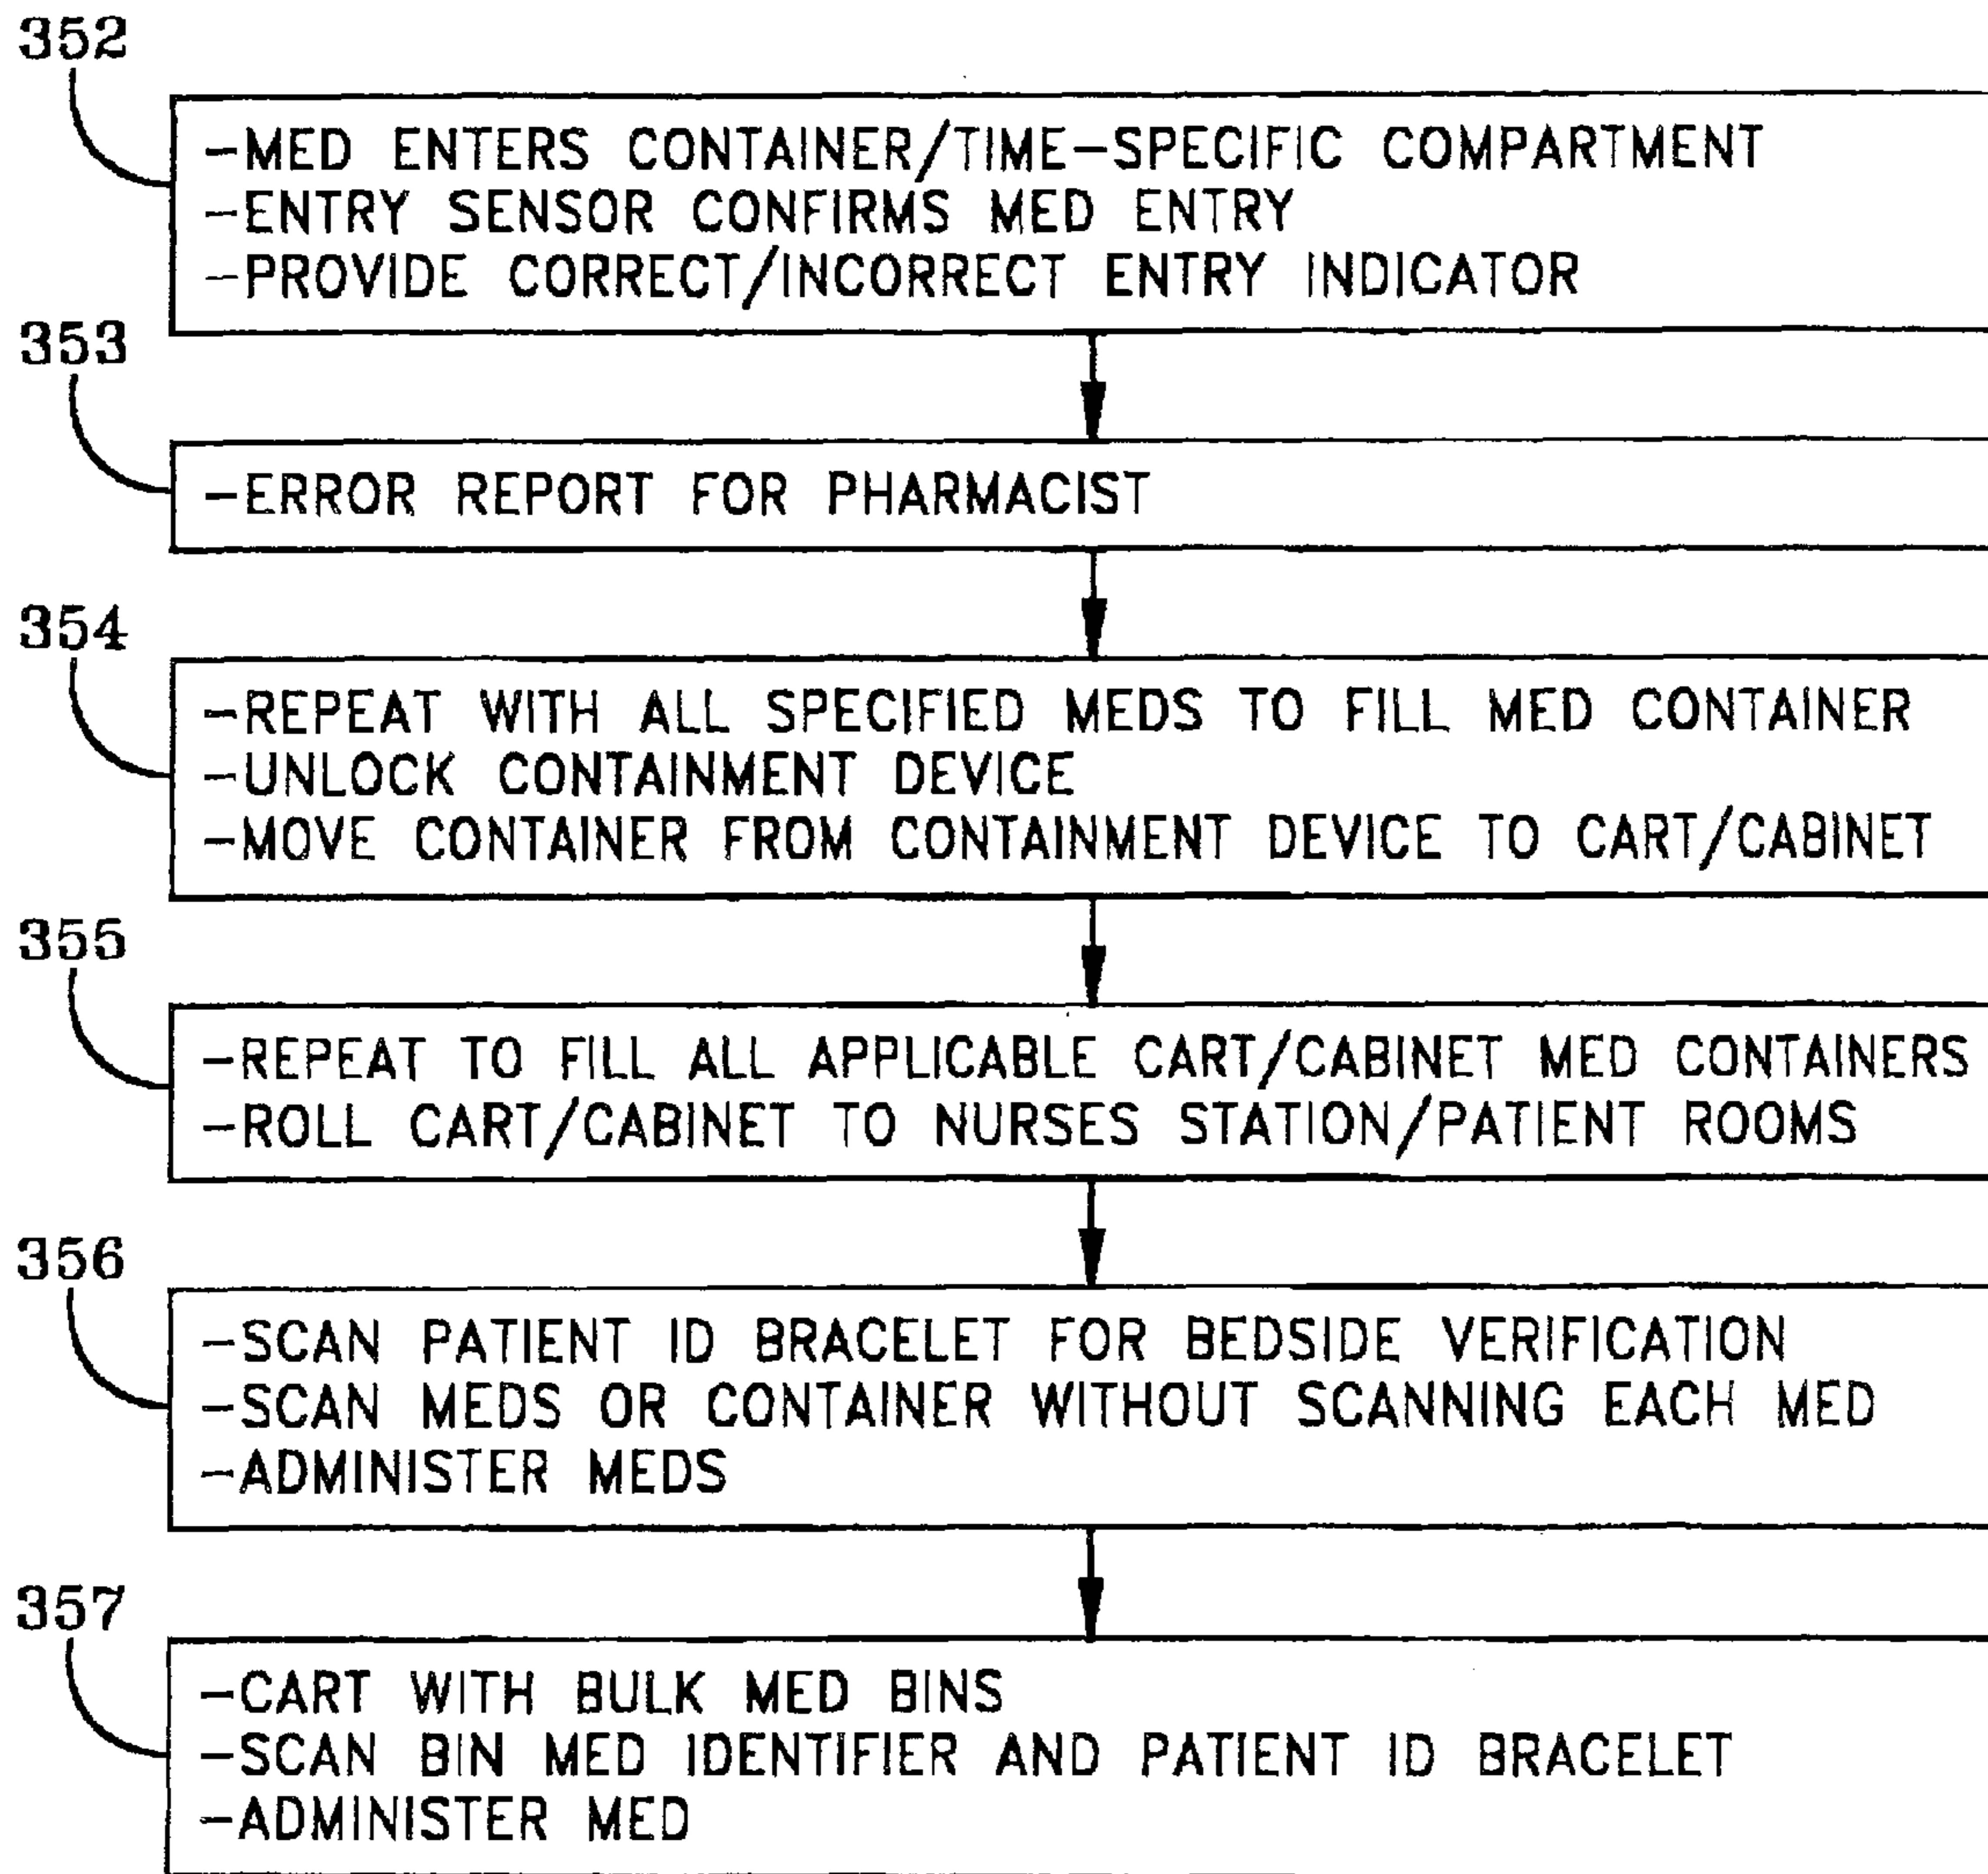 352
-MED ENTERS CONTAINER/TIME-SPECIFIC COMPARTMENT
-ENTRY SENSOR CONFIRMS MED ENTRY
-PROVIDE CORRECT/INCORRECT ENTRY INDICATOR
353
-ERROR REPORT FOR PHARMACIST
354
-REPEAT WITH ALL SPECIFIED MEDS TO FILL MED CONTAINER
-UNLOCK CONTAINMENT DEVICE
-MOVE CONTAINER FROM CONTAINMENT DEVICE TO CART/CABINET
355
-REPEAT TO FILL ALL APPLICABLE CART/CABINET MED CONTAINERS
-ROLL CART/CABINET TO NURSES STATION/PATIENT ROOMS
356
-SCAN PATIENT ID BRACELET FOR BEDSIDE VERIFICATION
-SCAN MEDS OR CONTAINER WITHOUT SCANNING EACH MED
-ADMINISTER MEDS
357
-CART WITH BULK MED BINS
-SCAN BIN MED IDENTIFIER AND PATIENT ID BRACELET
-ADMINISTER MED